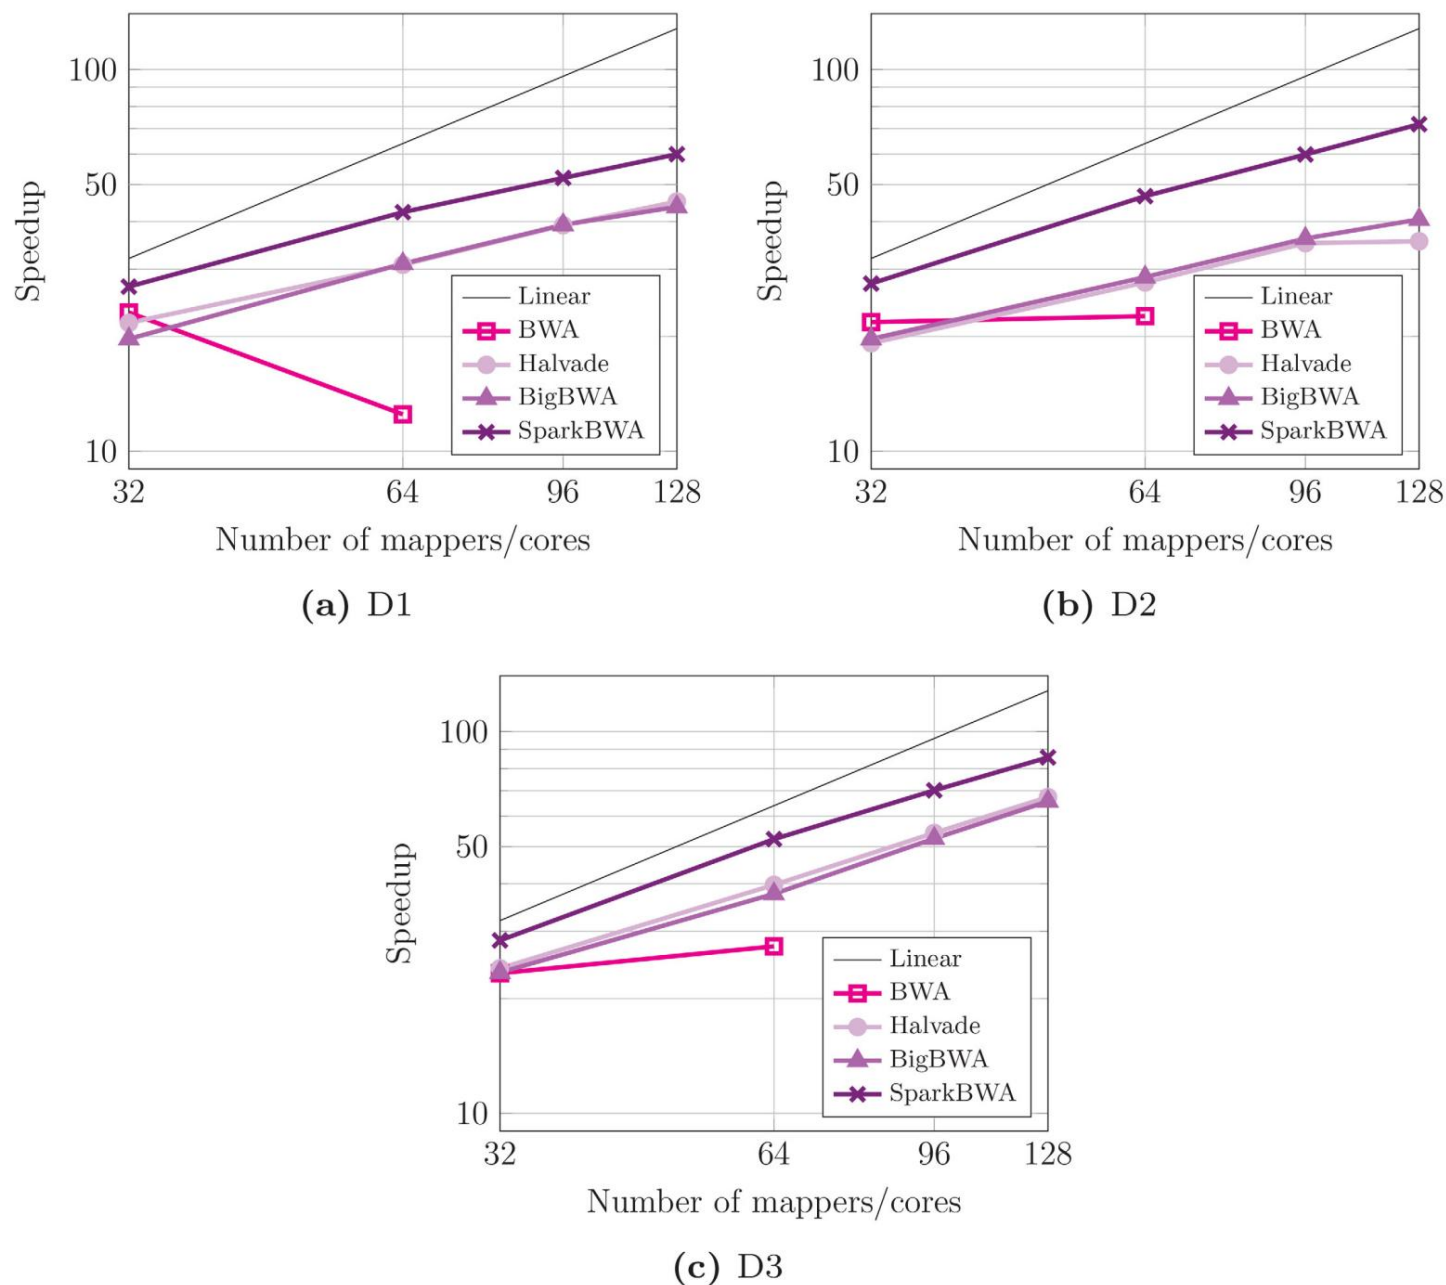 100
50
10
Speedup
Linear
BWA
Halvade
BigBWA
SparkBWA
32 64 96 128
Number of mappers/cores
(a) D1
100
50
10
Speedup
Linear
BWA
Halvade
BigBWA
SparkBWA
32 64 96 128
Number of mappers/cores
(b) D2
100
50
10
Speedup
Linear
BWA
Halvade
BigBWA
SparkBWA
32 64 96 128
Number of mappers/cores
(c) D3